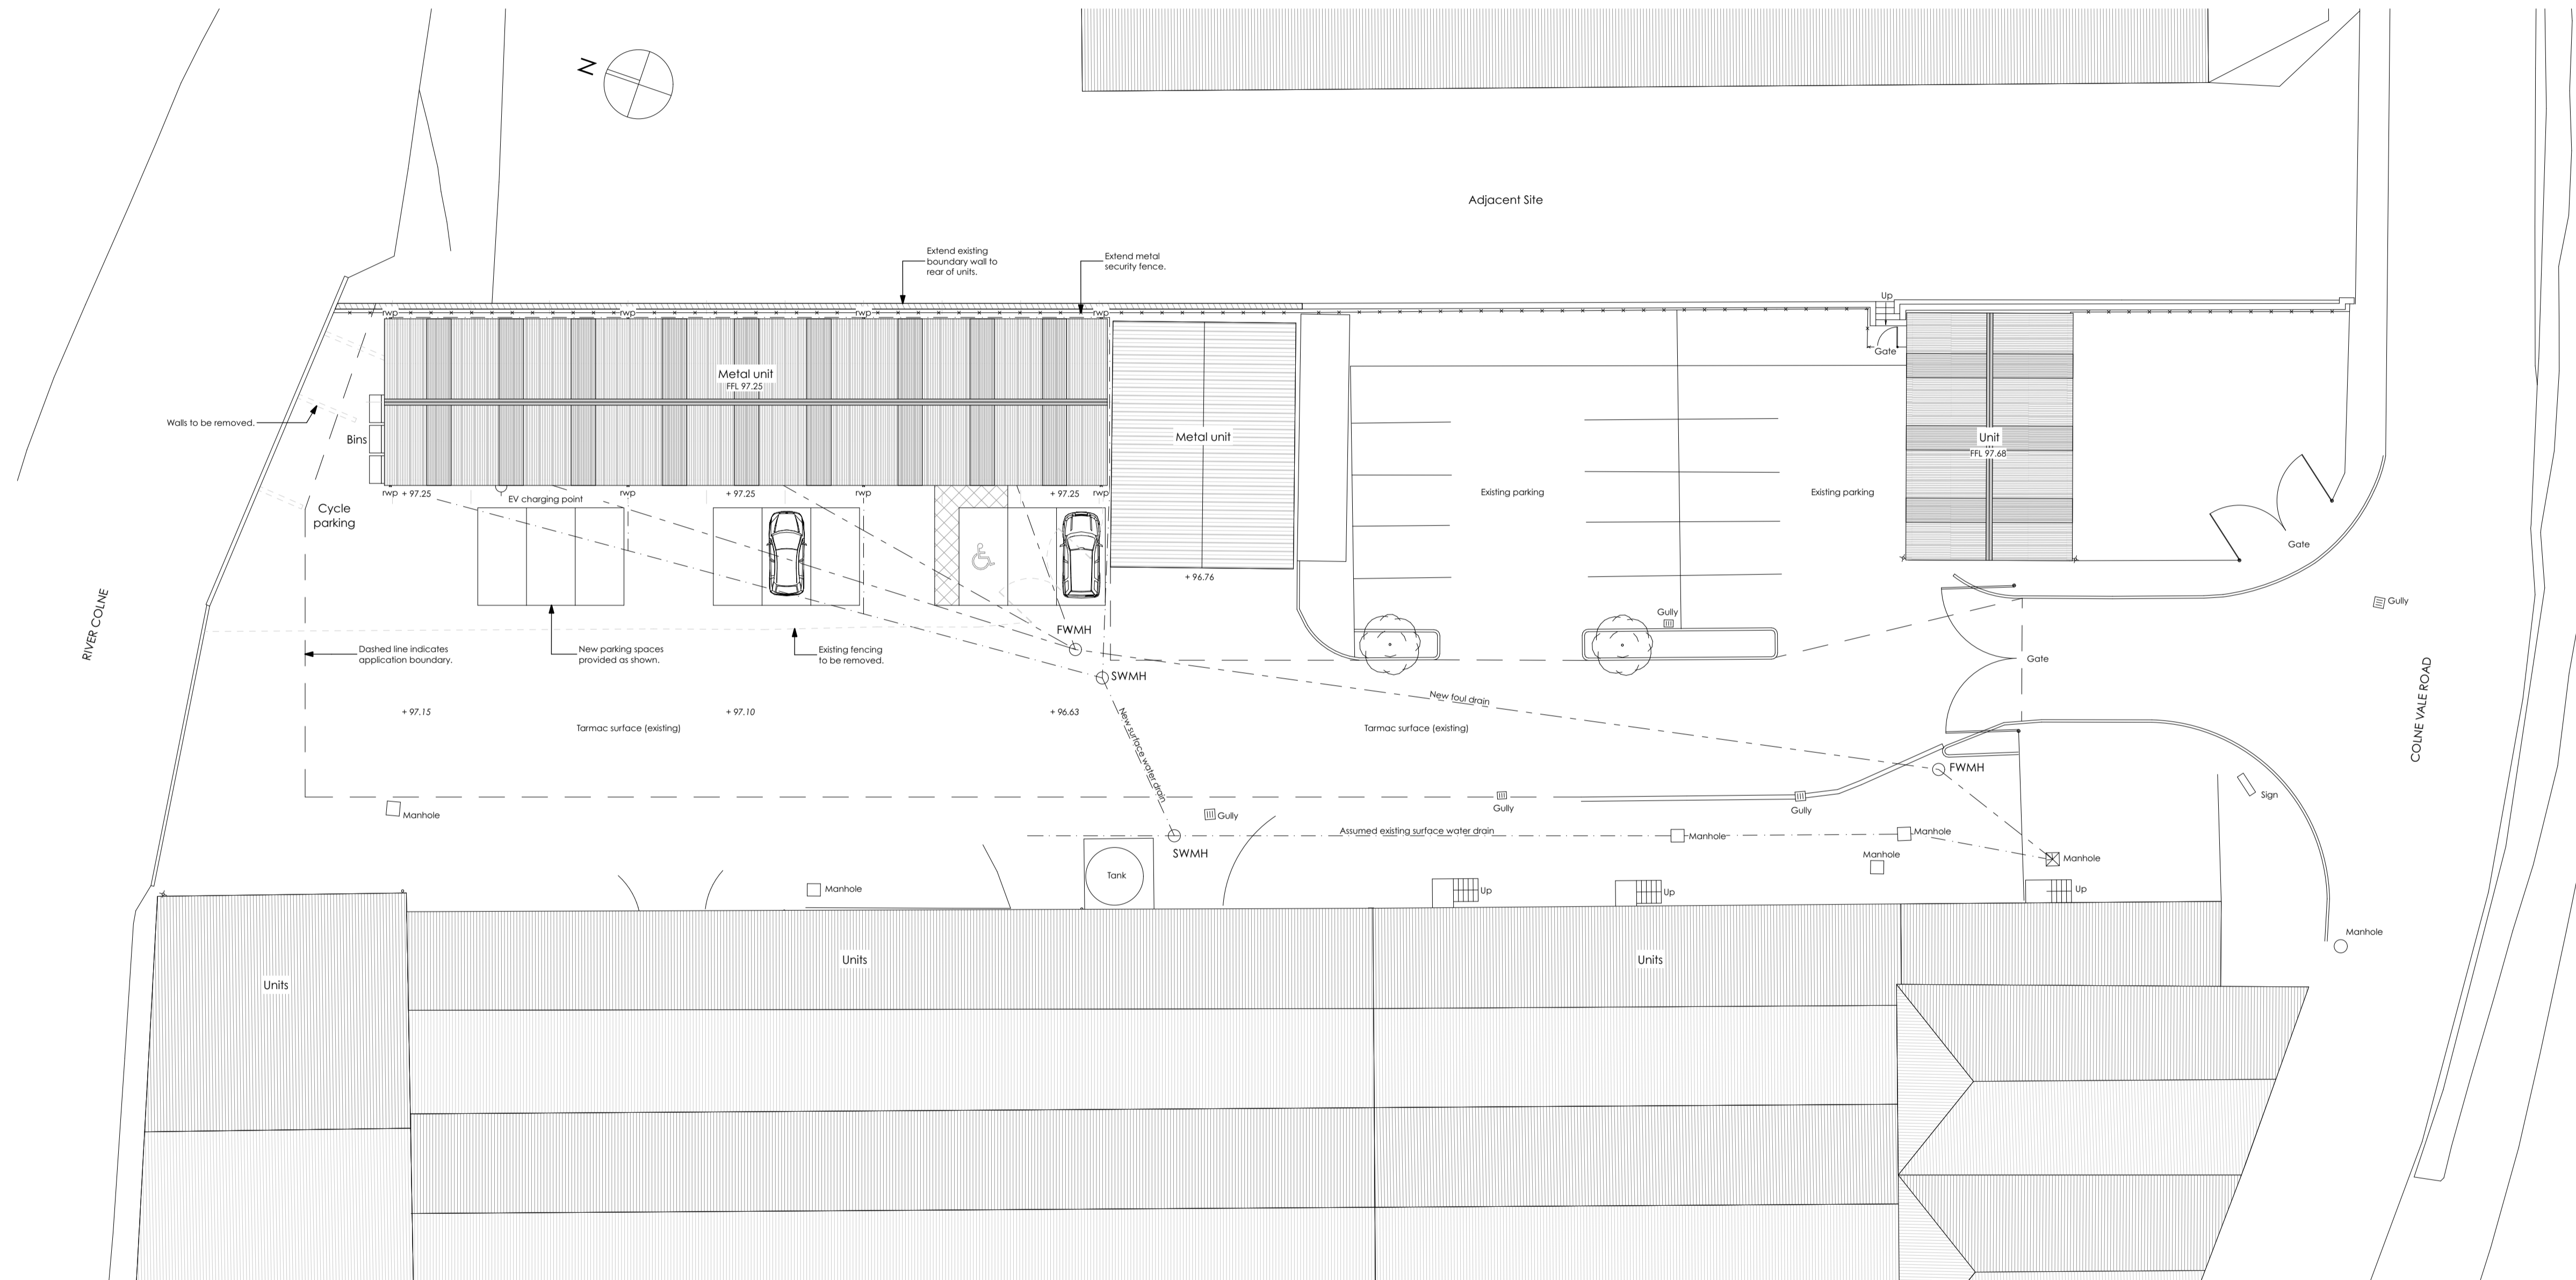 N
Adjacent Site
Extend existing
boundary wall to
rear of units.
Extend metal
security fence.
Up
rwp
rwp
rwp
rwp
Gate
Metal unit
FFL 97.25
Walls to be removed.
Bins
Metal unit
Unit
FFL 97.68
rwp
+ 97.25
EV charging point
rwp
+ 97.25
rwp
+ 97.25
rwp
Existing parking
Existing parking
Cycle
parking
Gate
+ 96.76
Gully
Gully
RIVER COLNE
FWMH
Dashed line indicates
application boundary.
New parking spaces
provided as shown.
Existing fencing
to be removed.
Gate
SWMH
New foul drain
COLNE VALE ROAD
+ 97.15
+ 97.10
+ 96.63
Tarmac surface (existing)
New surface water drain
Tarmac surface (existing)
FWMH
Sign
Manhole
Gully
Gully
Gully
Assumed existing surface water drain
Manhole
Manhole
SWMH
Manhole
Manhole
Tank
Manhole
Up
Up
Up
Manhole
Units
Units
Units